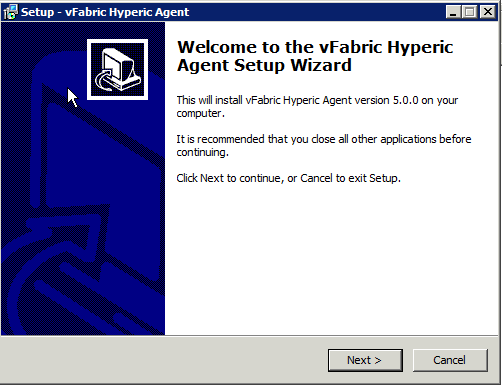 Setup - vFabric Hyperic Agent
Welcome to the vFabric Hyperic
Agent Setup Wizard
This will install vFabric Hyperic Agent version 5.0.0 on your
computer.
It is recommended that you close all other applications before
continuing.
Click Next to continue, or Cancel to exit Setup.
Next >
Cancel